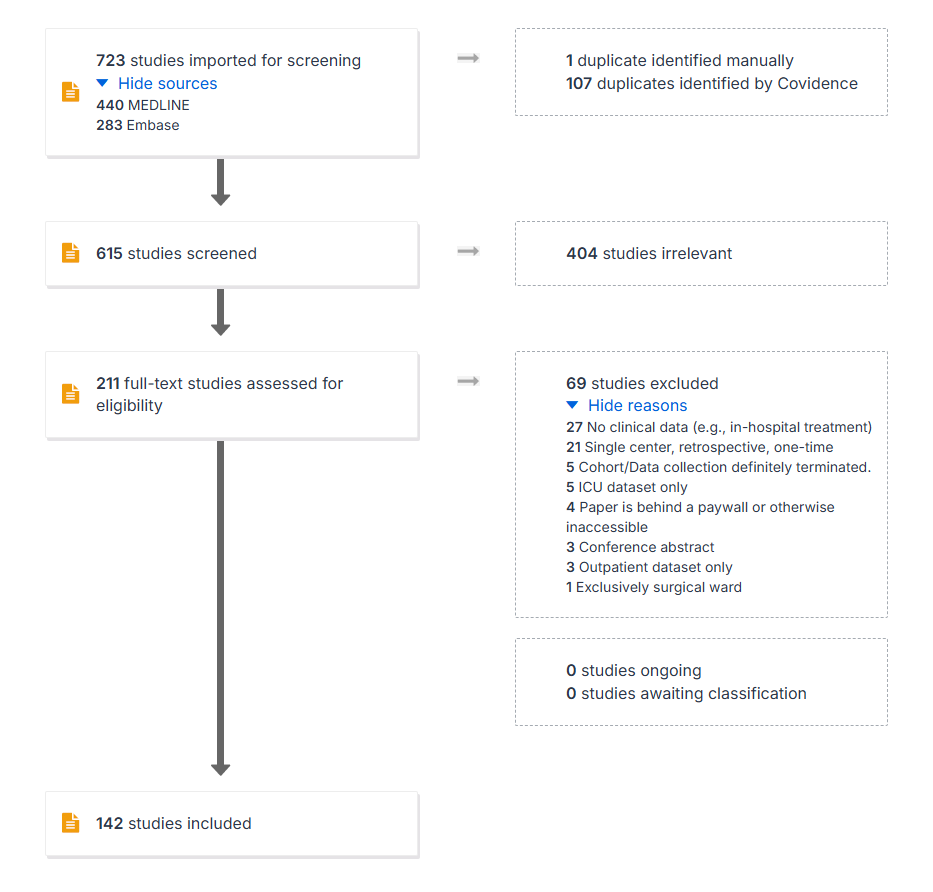 723 studies imported for screening
Hide sources
440 MEDLINE
283 Embase
1 duplicate identified manually
107 duplicates identified by Covidence
615 studies screened
404 studies irrelevant
211 full-text studies assessed for
eligibility
69 studies excluded
Hide reasons
27 No clinical data (e.g., in-hospital treatment)
21 Single center, retrospective, one-time
5 Cohort/Data collection definitely terminated.
5 ICU dataset only
4 Paper is behind a paywall or otherwise
inaccessible
3 Conference abstract
3 Outpatient dataset only
1 Exclusively surgical ward
0 studies ongoing
0 studies awaiting classification
142 studies included